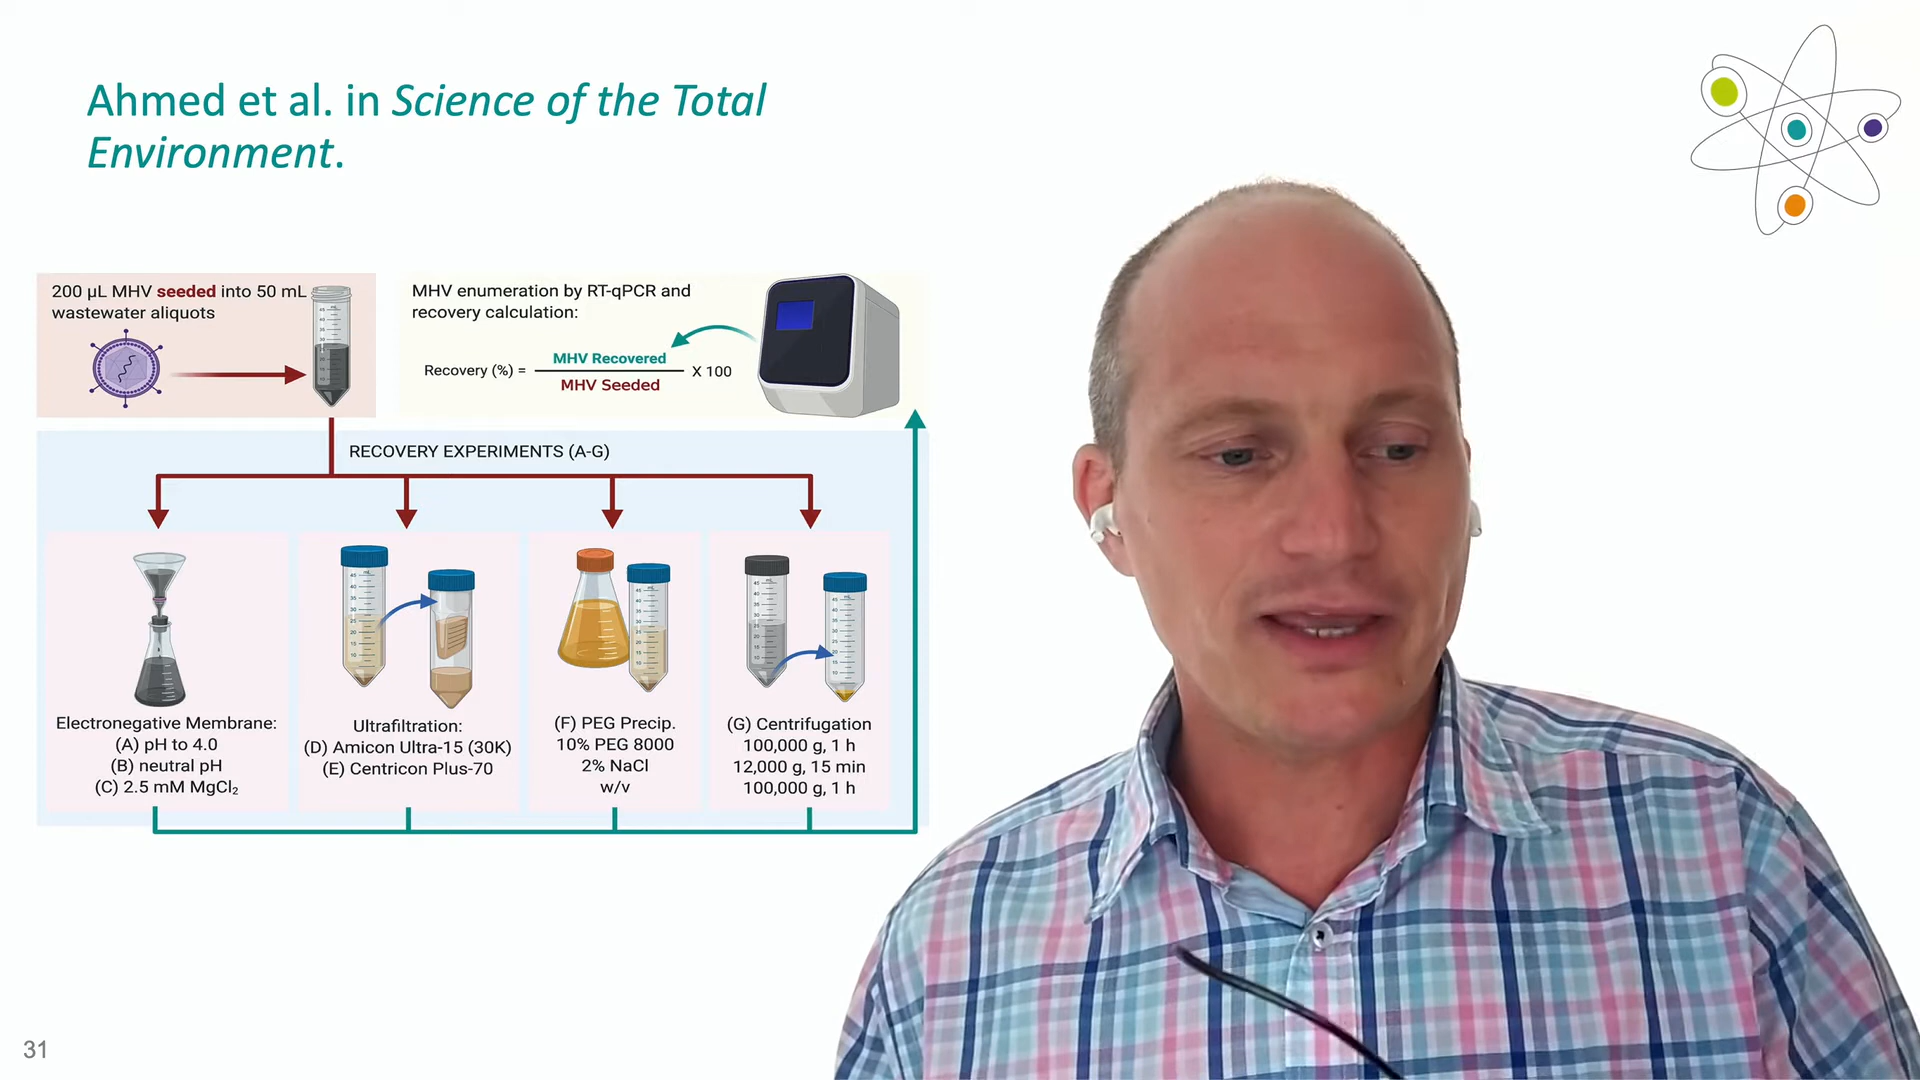 Ahmed et al. in Science of the Total
Environment.
200 µL MHV seeded into 50 mL
wastewater aliquots
MHV enumeration by RT-qPCR and
recovery calculation:
Recovery (%) =
MHV Recovered
MHV Seeded
X 100
RECOVERY EXPERIMENTS (A-G)
Electronegative Membrane:
(A) pH to 4.0
(B) neutral pH
(C) 2.5 mM MgCl₂
Ultrafiltration:
(D) Amicon Ultra-15 (30K)
(E) Centricon Plus-70
(F) PEG Precip.
10% PEG 8000
2% NaCl
w/v
(G) Centrifugation
100,000 g, 1 h
12,000 g, 15 min
100,000 g, 1 h
31